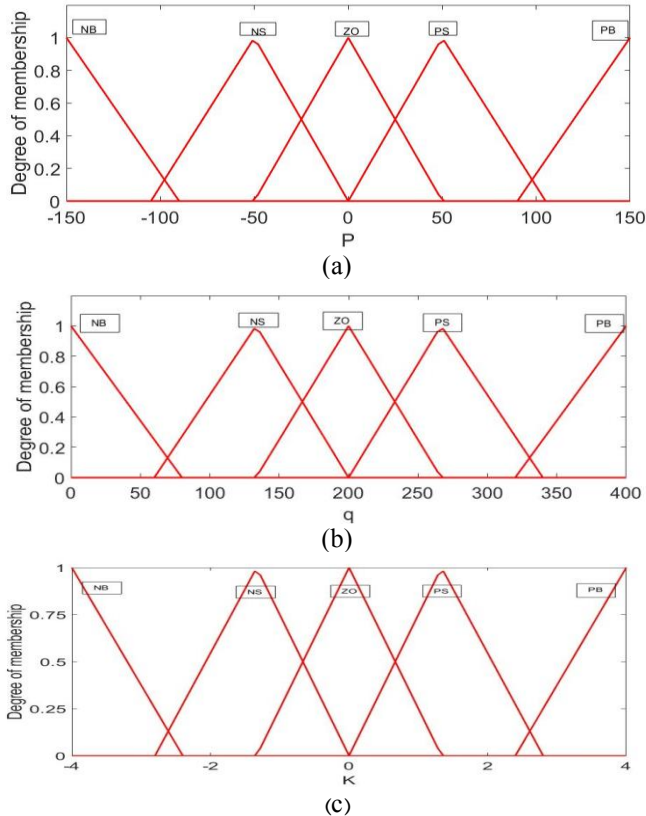 NB NS ZO PS PB
1
0.8
0.6
0.4
0.2
0
Degree of membership
-150 -100 -50 0 50 100 150
P
(a)
NB NS ZO PS PB
1
0.8
0.6
0.4
0.2
0
Degree of membership
0 50 100 150 200 250 300 350 400
q
(b)
1
NB NS ZO PS PB
0.75
0.5
0.25
0
Degree of membership
-4 -2 0 2 4
K
(c)